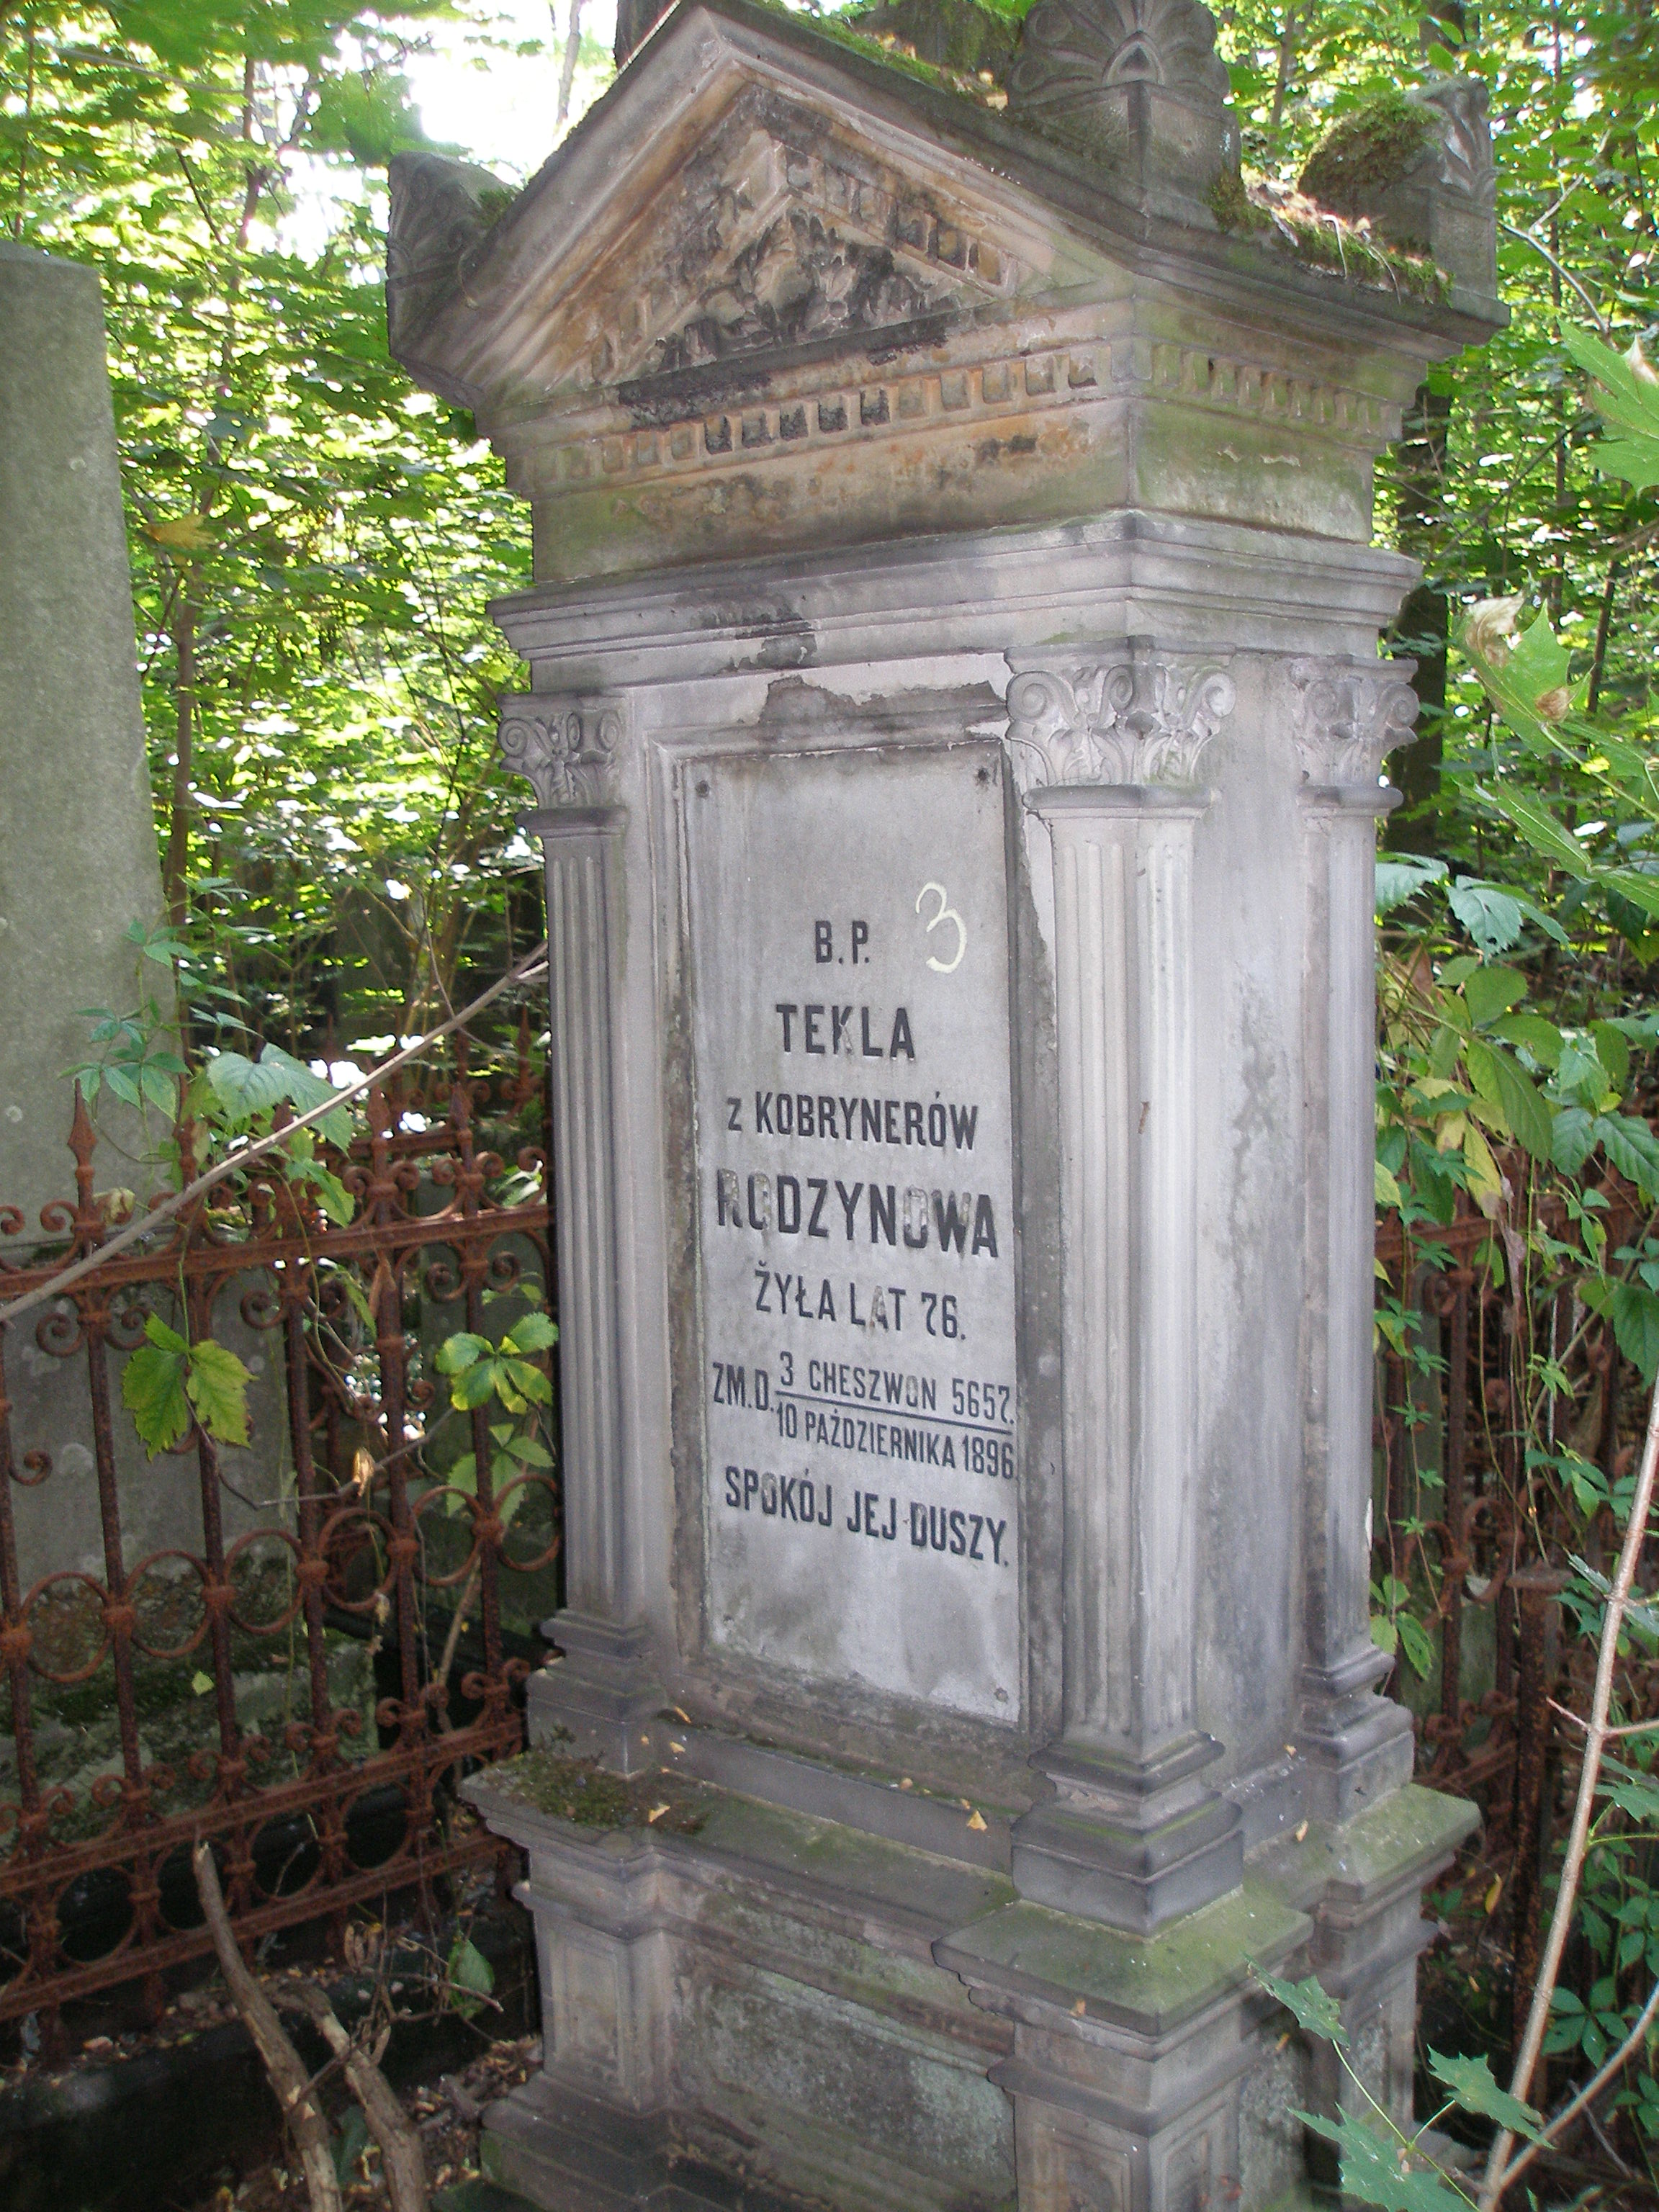 B.P. 3
TEKLA
z KOBRYNERÓW
RODZYNOWA
ŻYŁA LAT 76.
ZM.D. 3 CHESZWON 5657.
10 PAŹDZIERNIKA 1896
SPOKÓJ JEJ DUSZY.